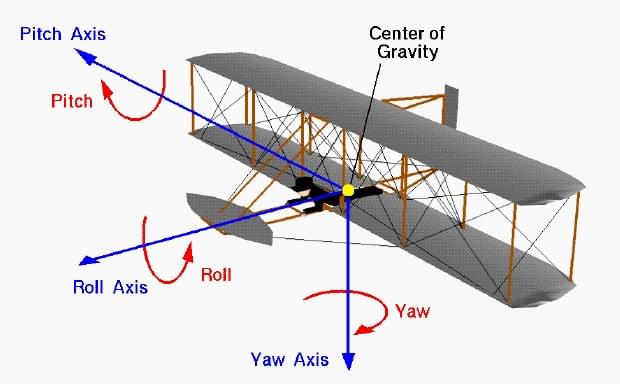 Pitch Axis
Center of
Gravity
Pitch
Roll
Roll Axis
Yaw
Yaw Axis